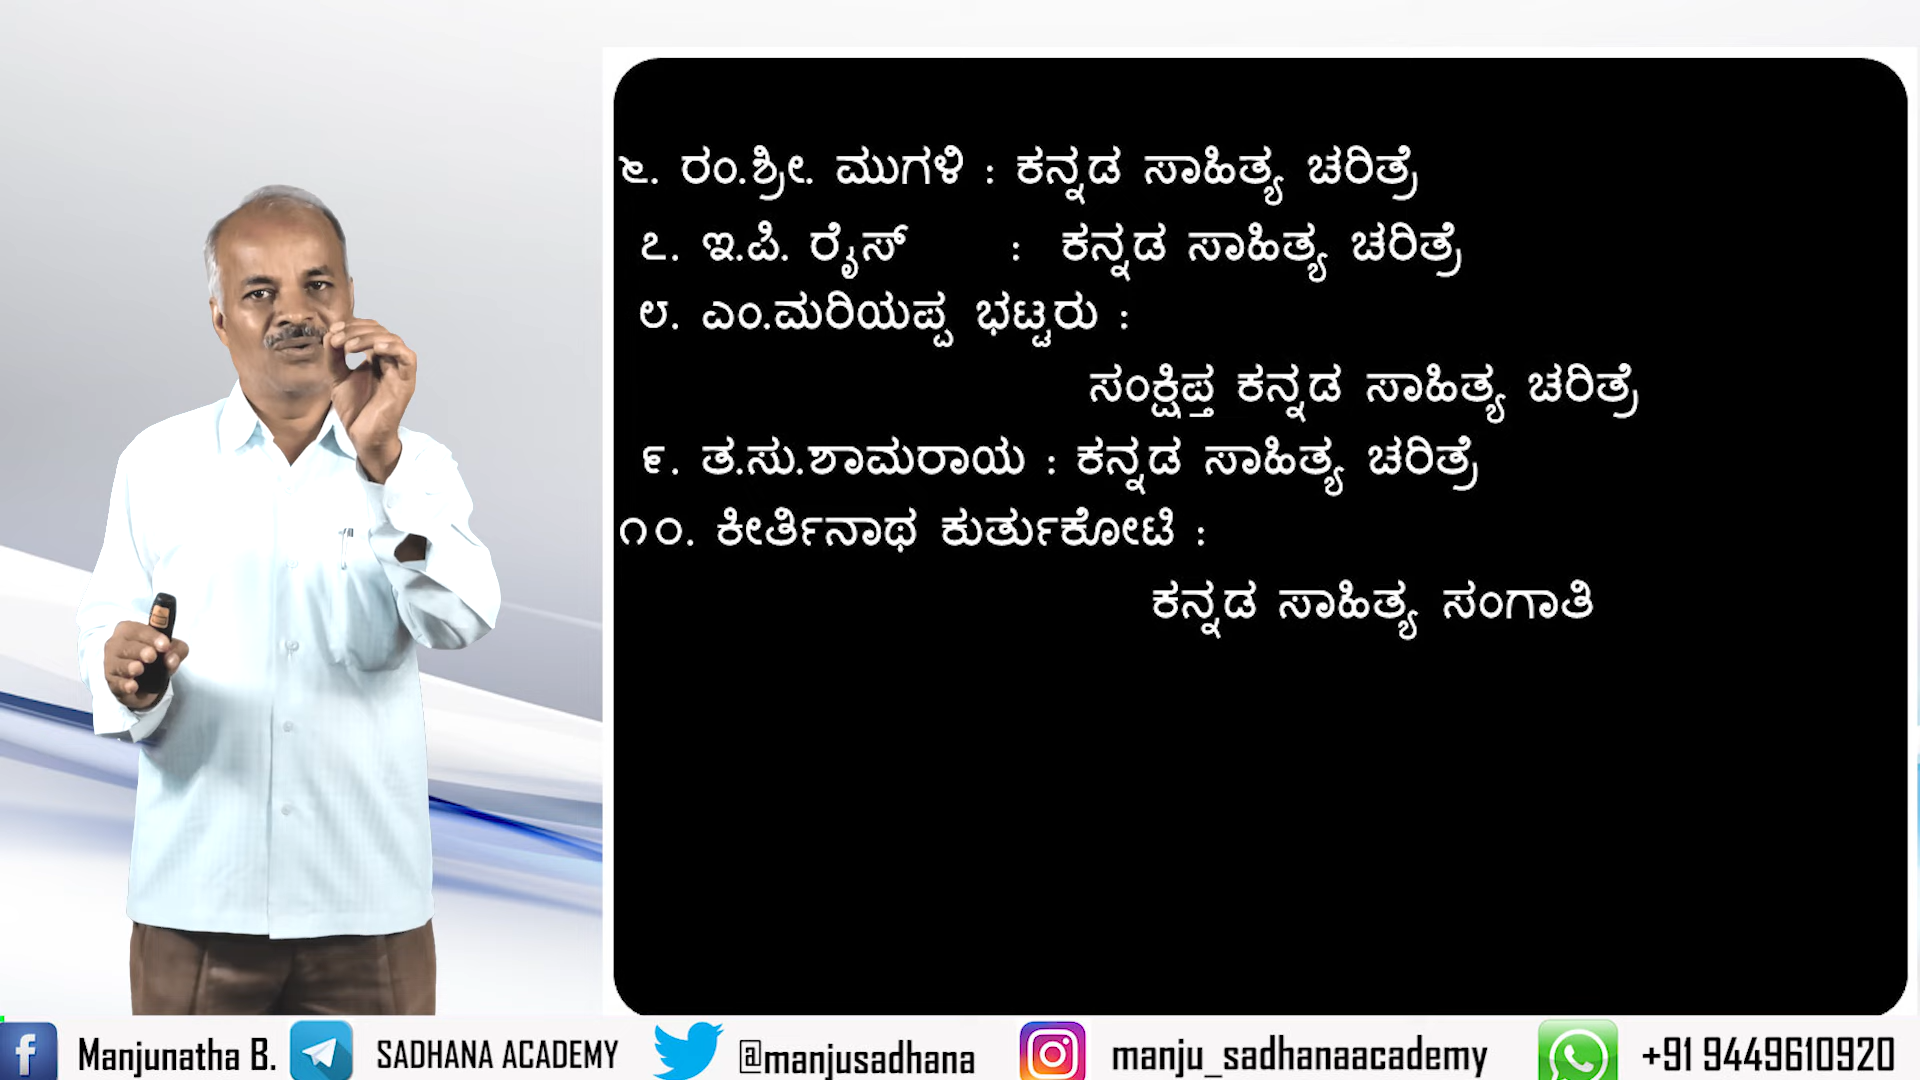 ೬. ರಂ.ಶ್ರೀ. ಮುಗಳಿ : ಕನ್ನಡ ಸಾಹಿತ್ಯ ಚರಿತ್ರೆ
೭. ಇ.ಪಿ. ರೈಸ್ : ಕನ್ನಡ ಸಾಹಿತ್ಯ ಚರಿತ್ರೆ
೮. ಎಂ.ಮರಿಯಪ್ಪ ಭಟ್ಟರು :
ಸಂಕ್ಷಿಪ್ತ ಕನ್ನಡ ಸಾಹಿತ್ಯ ಚರಿತ್ರೆ
೯. ತ.ಸು.ಶಾಮರಾಯ : ಕನ್ನಡ ಸಾಹಿತ್ಯ ಚರಿತ್ರೆ
೧೦. ಕೀರ್ತಿನಾಥ ಕುರ್ತುಕೋಟಿ :
ಕನ್ನಡ ಸಾಹಿತ್ಯ ಸಂಗಾತಿ
Manjunatha B. SADHANA ACADEMY @manjusadhana manju_sadhanaacademy +91 9449610920